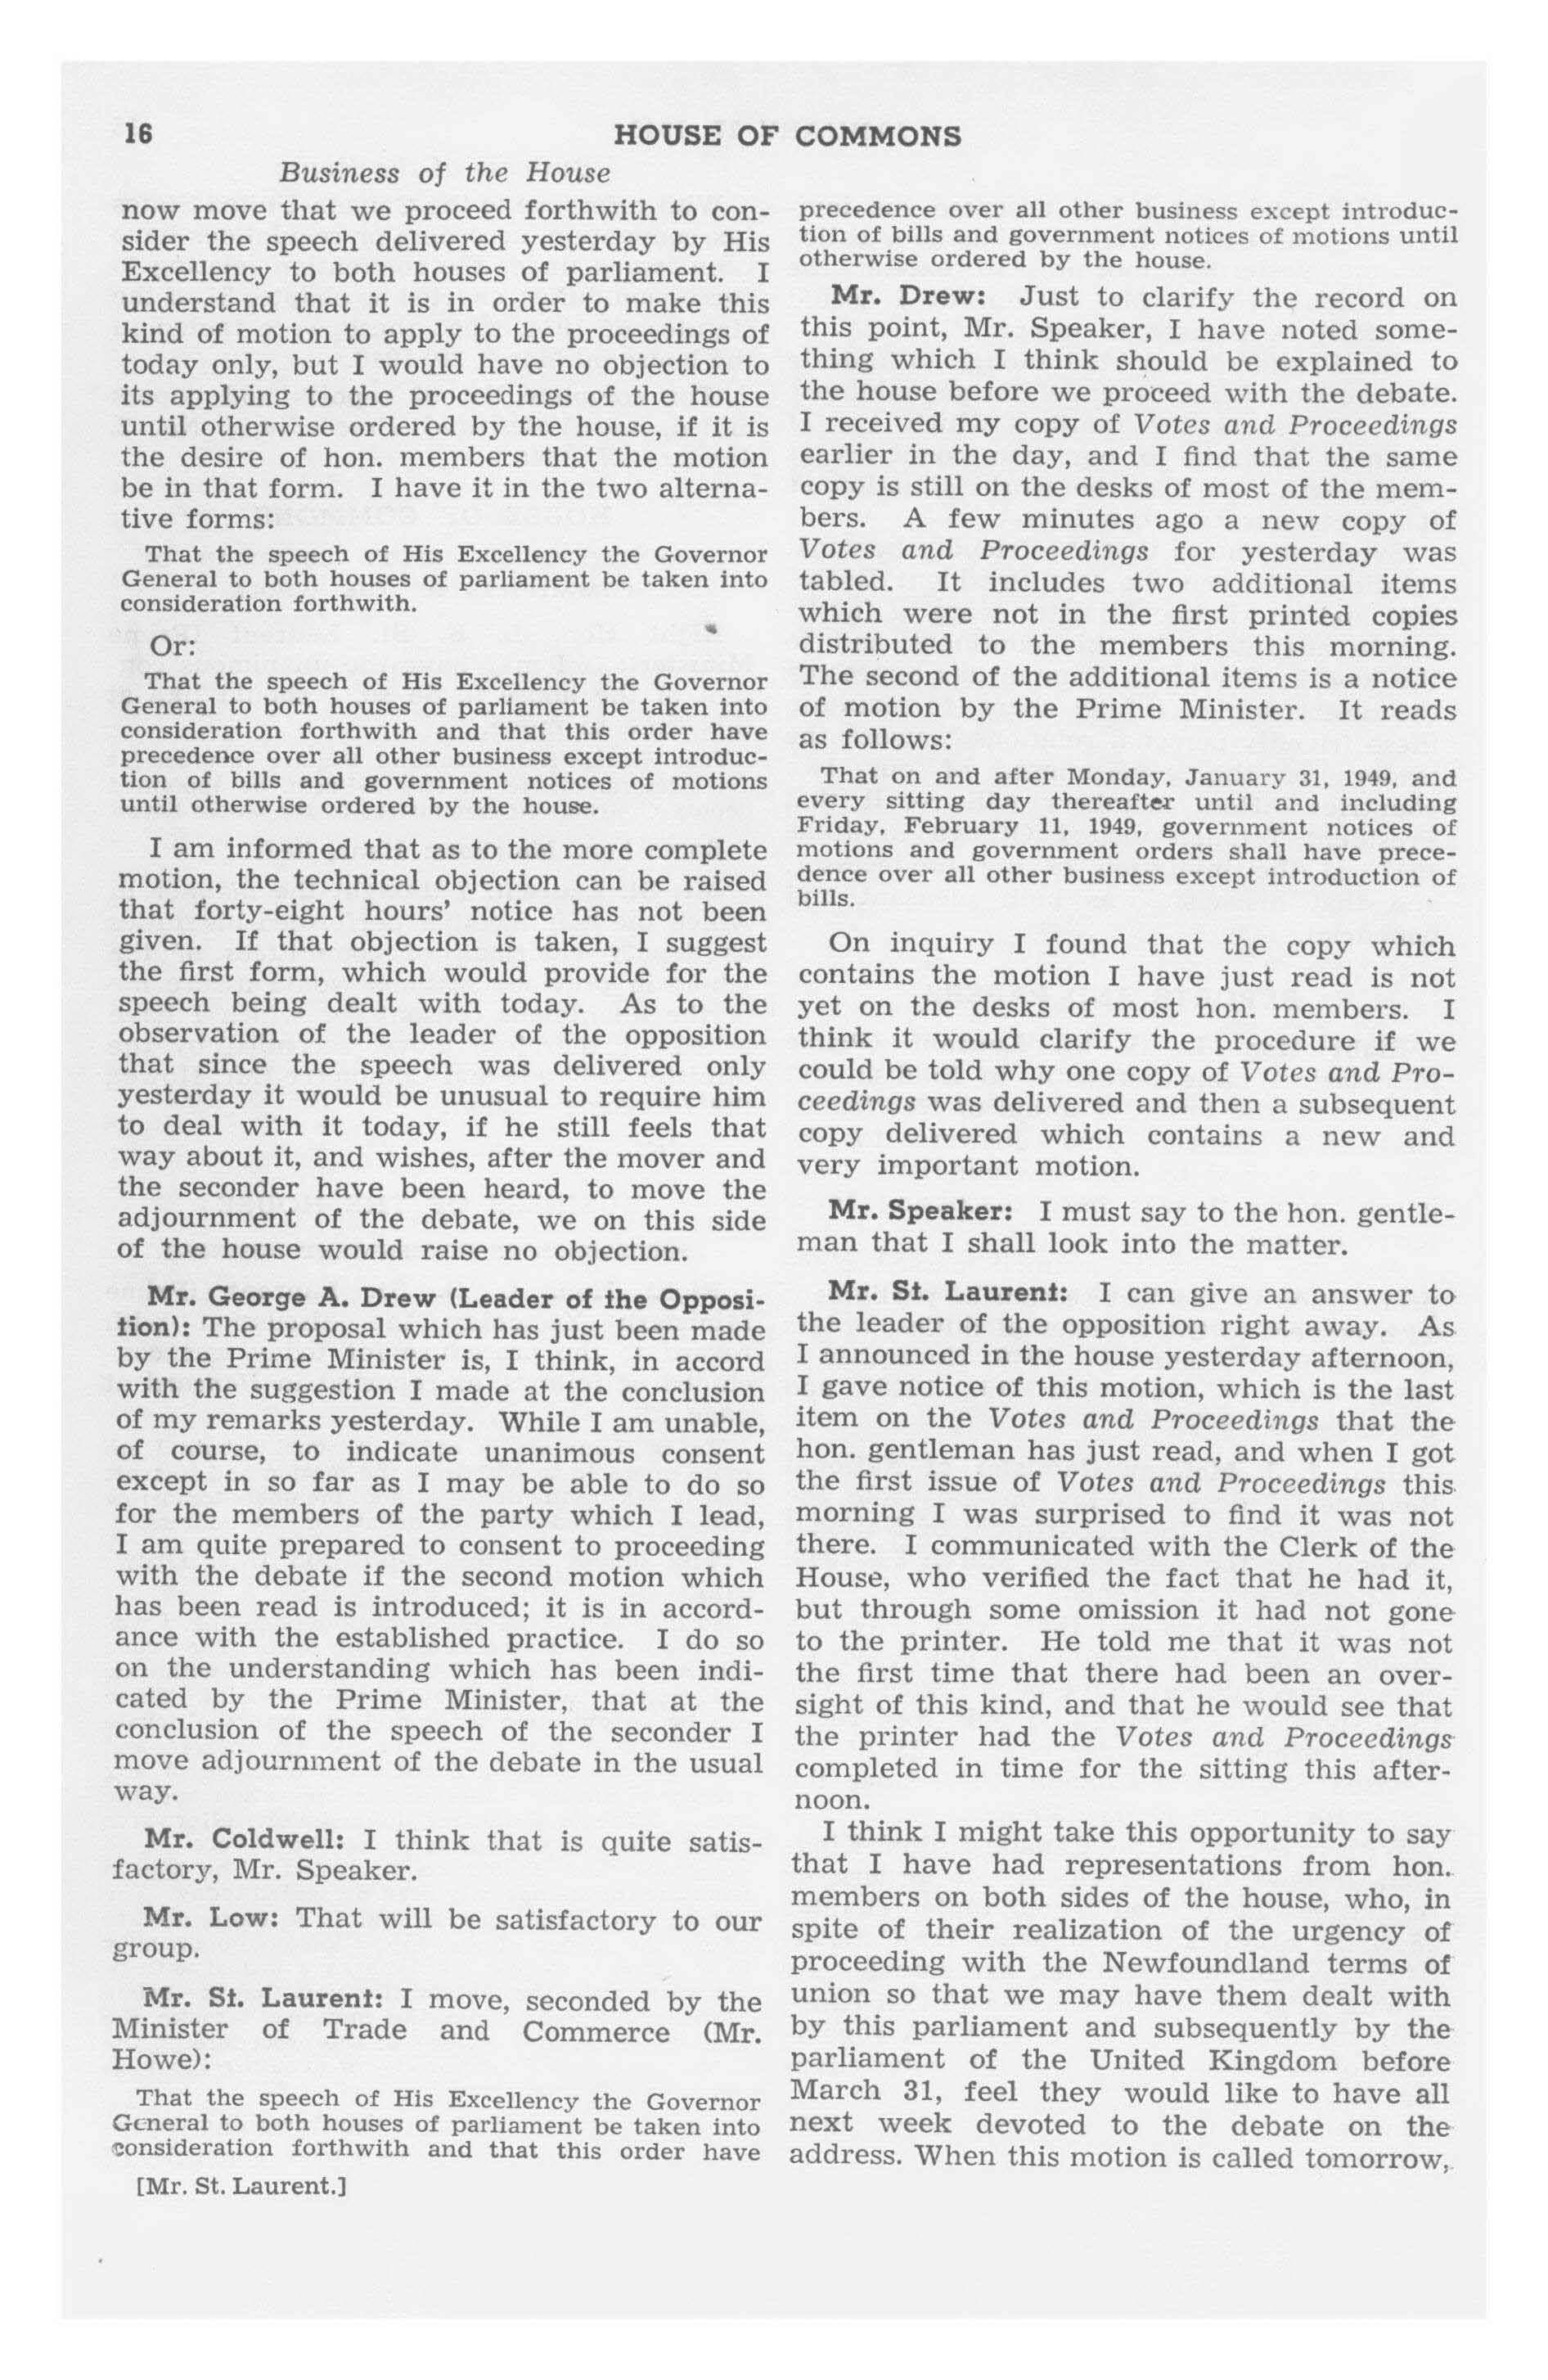 16
HOUSE OF COMMONS
Business of the House
now move that we proceed forthwith to con-
sider the speech delivered yesterday by His
Excellency to both houses of parliament. I
understand that it is in order to make this
kind of motion to apply to the proceedings of
today only, but I would have no objection to
its applying to the proceedings of the house
until otherwise ordered by the house, if it is
the desire of hon. members that the motion
be in that form. I have it in the two alterna-
tive forms:
That the speech of His Excellency the Governor
General to both houses of parliament be taken into
consideration forthwith.
Or:
That the speech of His Excellency the Governor
General to both houses of parliament be taken into
consideration forthwith and that this order have
precedence over all other business except introduc-
tion of bills and government notices of motions
until otherwise ordered by the house.
I am informed that as to the more complete
motion, the technical objection can be raised
that forty-eight hours' notice has not been
given. If that objection is taken, I suggest
the first form, which would provide for the
speech being dealt with today. As to the
observation of the leader of the opposition
that since the speech was delivered only
yesterday it would be unusual to require him
to deal with it today, if he still feels that
way about it, and wishes, after the mover and
the seconder have been heard, to move the
adjournment of the debate, we on this side
of the house would raise no objection.
Mr. George A. Drew (Leader of the Opposi-
tion): The proposal which has just been made
by the Prime Minister is, I think, in accord
with the suggestion I made at the conclusion
of my remarks yesterday. While I am unable,
of course, to indicate unanimous consent
except in so far as I may be able to do so
for the members of the party which I lead,
I am quite prepared to consent to proceeding
with the debate if the second motion which
has been read is introduced; it is in accord-
ance with the established practice. I do so
on the understanding which has been indi-
cated by the Prime Minister, that at the
conclusion of the speech of the seconder I
move adjournment of the debate in the usual
way.
Mr. Coldwell: I think that is quite satis-
factory, Mr. Speaker.
Mr. Low: That will be satisfactory to our
group.
Mr. St. Laurent: I move, seconded by the
Minister of Trade and Commerce (Mr.
Howe):
That the speech of His Excellency the Governor
General to both houses of parliament be taken into
consideration forthwith and that this order have
[Mr. St. Laurent.]
precedence over all other business except introduc-
tion of bills and government notices of motions until
otherwise ordered by the house.
Mr. Drew: Just to clarify the record on
this point, Mr. Speaker, I have noted some-
thing which I think should be explained to
the house before we proceed with the debate.
I received my copy of Votes and Proceedings
earlier in the day, and I find that the same
copy is still on the desks of most of the mem-
bers. A few minutes ago a new copy of
Votes and Proceedings for yesterday was
tabled. It includes two additional items
which were not in the first printed copies
distributed to the members this morning.
The second of the additional items is a notice
of motion by the Prime Minister. It reads
as follows:
That on and after Monday, January 31, 1949, and
every sitting day thereafter until and including
Friday, February 11, 1949, government notices of
motions and government orders shall have prece-
dence over all other business except introduction of
bills.
On inquiry I found that the copy which
contains the motion I have just read is not
yet on the desks of most hon. members. I
think it would clarify the procedure if we
could be told why one copy of Votes and Pro-
ceedings was delivered and then a subsequent
copy delivered which contains a new and
very important motion.
Mr. Speaker: I must say to the hon. gentle-
man that I shall look into the matter.
Mr. St. Laurent: I can give an answer to
the leader of the opposition right away. As
I announced in the house yesterday afternoon,
I gave notice of this motion, which is the last
item on the Votes and Proceedings that the
hon. gentleman has just read, and when I got
the first issue of Votes and Proceedings this
morning I was surprised to find it was not
there. I communicated with the Clerk of the
House, who verified the fact that he had it,
but through some omission it had not gone
to the printer. He told me that it was not
the first time that there had been an over-
sight of this kind, and that he would see that
the printer had the Votes and Proceedings
completed in time for the sitting this after-
noon.
I think I might take this opportunity to say
that I have had representations from hon.
members on both sides of the house, who, in
spite of their realization of the urgency of
proceeding with the Newfoundland terms of
union so that we may have them dealt with
by this parliament and subsequently by the
parliament of the United Kingdom before
March 31, feel they would like to have all
next week devoted to the debate on the
address. When this motion is called tomorrow,